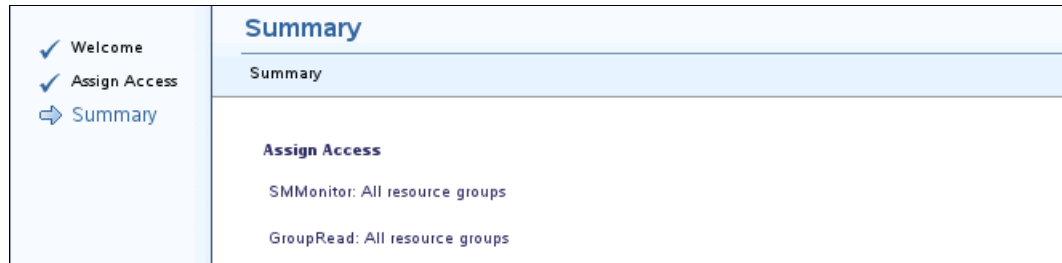 Welcome
Assign Access
Summary
Summary
Summary
Assign Access
SMMonitor: All resource groups
GroupRead: All resource groups